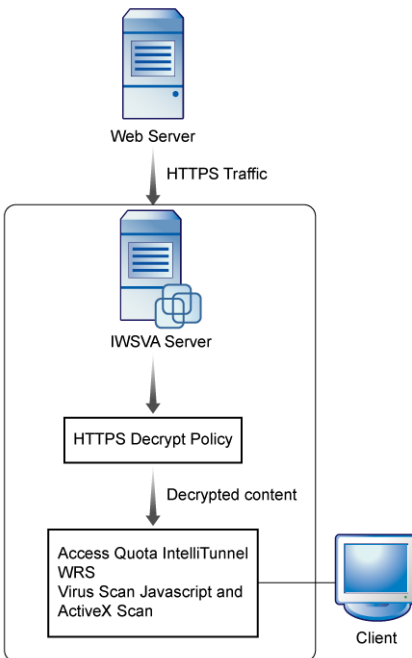 Web Server
HTTPS Traffic
IWSVA Server
HTTPS Decrypt Policy
Decrypted content
Access Quota IntelliTunnel
WRS
Virus Scan Javascript and
ActiveX Scan
Client